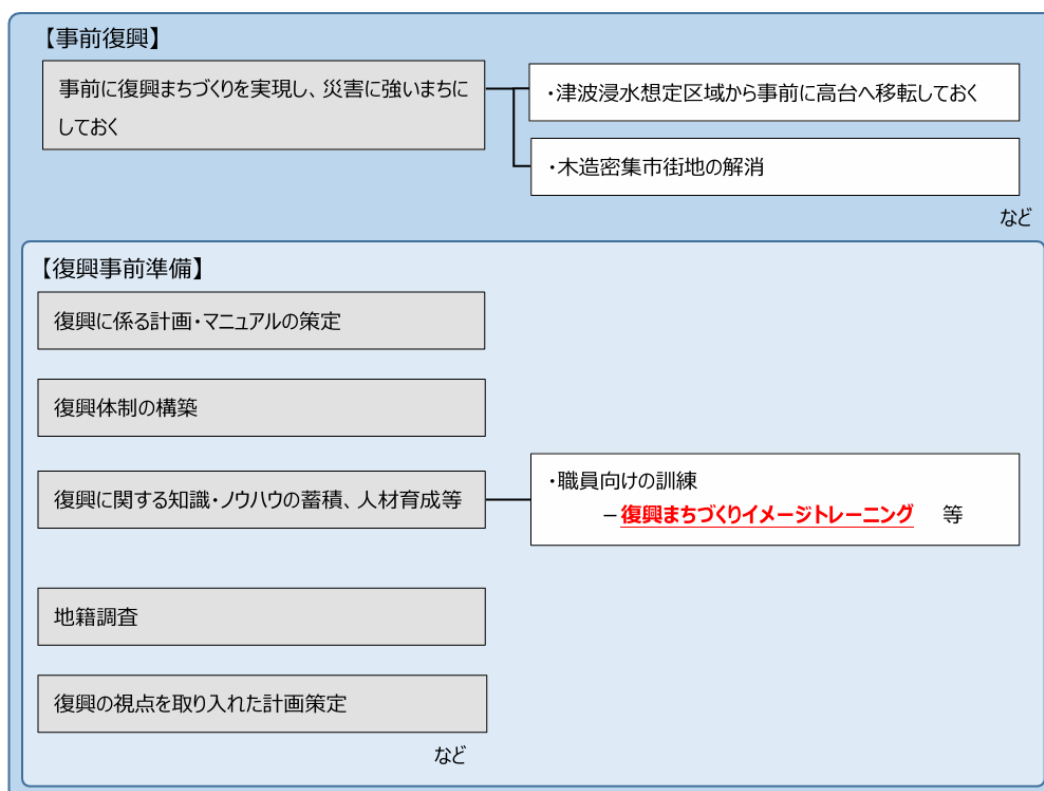 【事前復興】
事前に復興まちづくりを実現し、災害に強いまちに
しておく
・津波浸水想定区域から事前に高台へ移転しておく
・木造密集市街地の解消
など
【復興事前準備】
復興に係る計画・マニュアルの策定
復興体制の構築
復興に関する知識・ノウハウの蓄積、人材育成等
・職員向けの訓練
－復興まちづくりイメージトレーニング　等
地籍調査
復興の視点を取り入れた計画策定
など